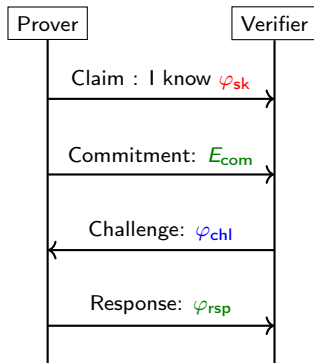 Prover Verifier
Claim : I know φsk
Commitment: Ecom
Challenge: φchl
Response: φrsp